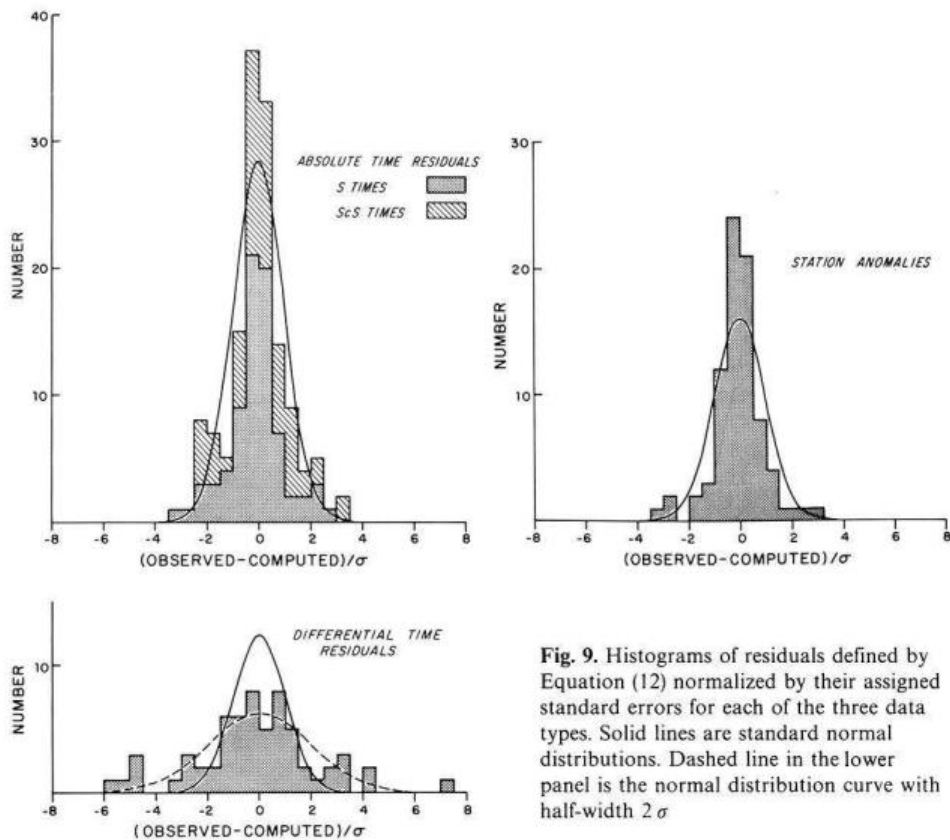 40
30
20
10
NUMBER
ABSOLUTE TIME RESIDUALS
S TIMES
ScS TIMES
-8 -6 -4 -2 0 2 4 6 8
(OBSERVED-COMPUTED)/σ
30
20
10
NUMBER
STATION ANOMALIES
-8 -6 -4 -2 0 2 4 6 8
(OBSERVED-COMPUTED)/σ
10
NUMBER
DIFFERENTIAL TIME
RESIDUALS
-8 -6 -4 -2 0 2 4 6 8
(OBSERVED-COMPUTED)/σ
Fig. 9. Histograms of residuals defined by
Equation (12) normalized by their assigned
standard errors for each of the three data
types. Solid lines are standard normal
distributions. Dashed line in the lower
panel is the normal distribution curve with
half-width 2 σ